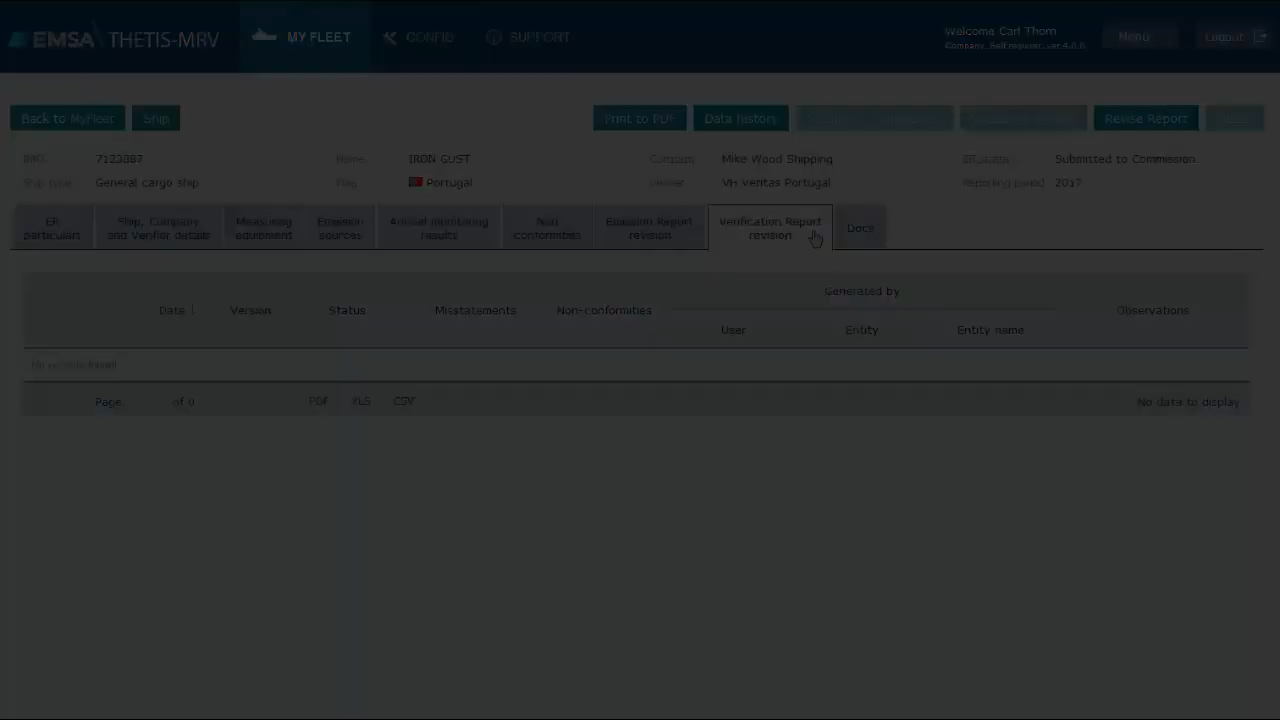 EMSA THETIS-MRV
MY FLEET
CONFIG
SUPPORT
Welcome Carl Thom
Menu
Logout
Back to MyFleet
Ship
Print to PDF
Data history
Revise Report
IMO
7123887
Name
IRON GUST
Company
Mike Wood Shipping
Submitted to Commission
Ship type
General cargo ship
Flag
Portugal
Verifier
VH veritas Portugal
Reporting period
2017
ER
particulars
Ship, Company
and Verifier details
Measuring
equipment
Emission
sources
Annual monitoring
results
Non
conformities
Emission Report
revision
Verification Report
revision
Docs
Date
Version
Status
Misstatements
Non-conformities
Generated by
User
Entity
Entity name
Observations
Page
of 0
PDF
XLS
CSV
No data to display